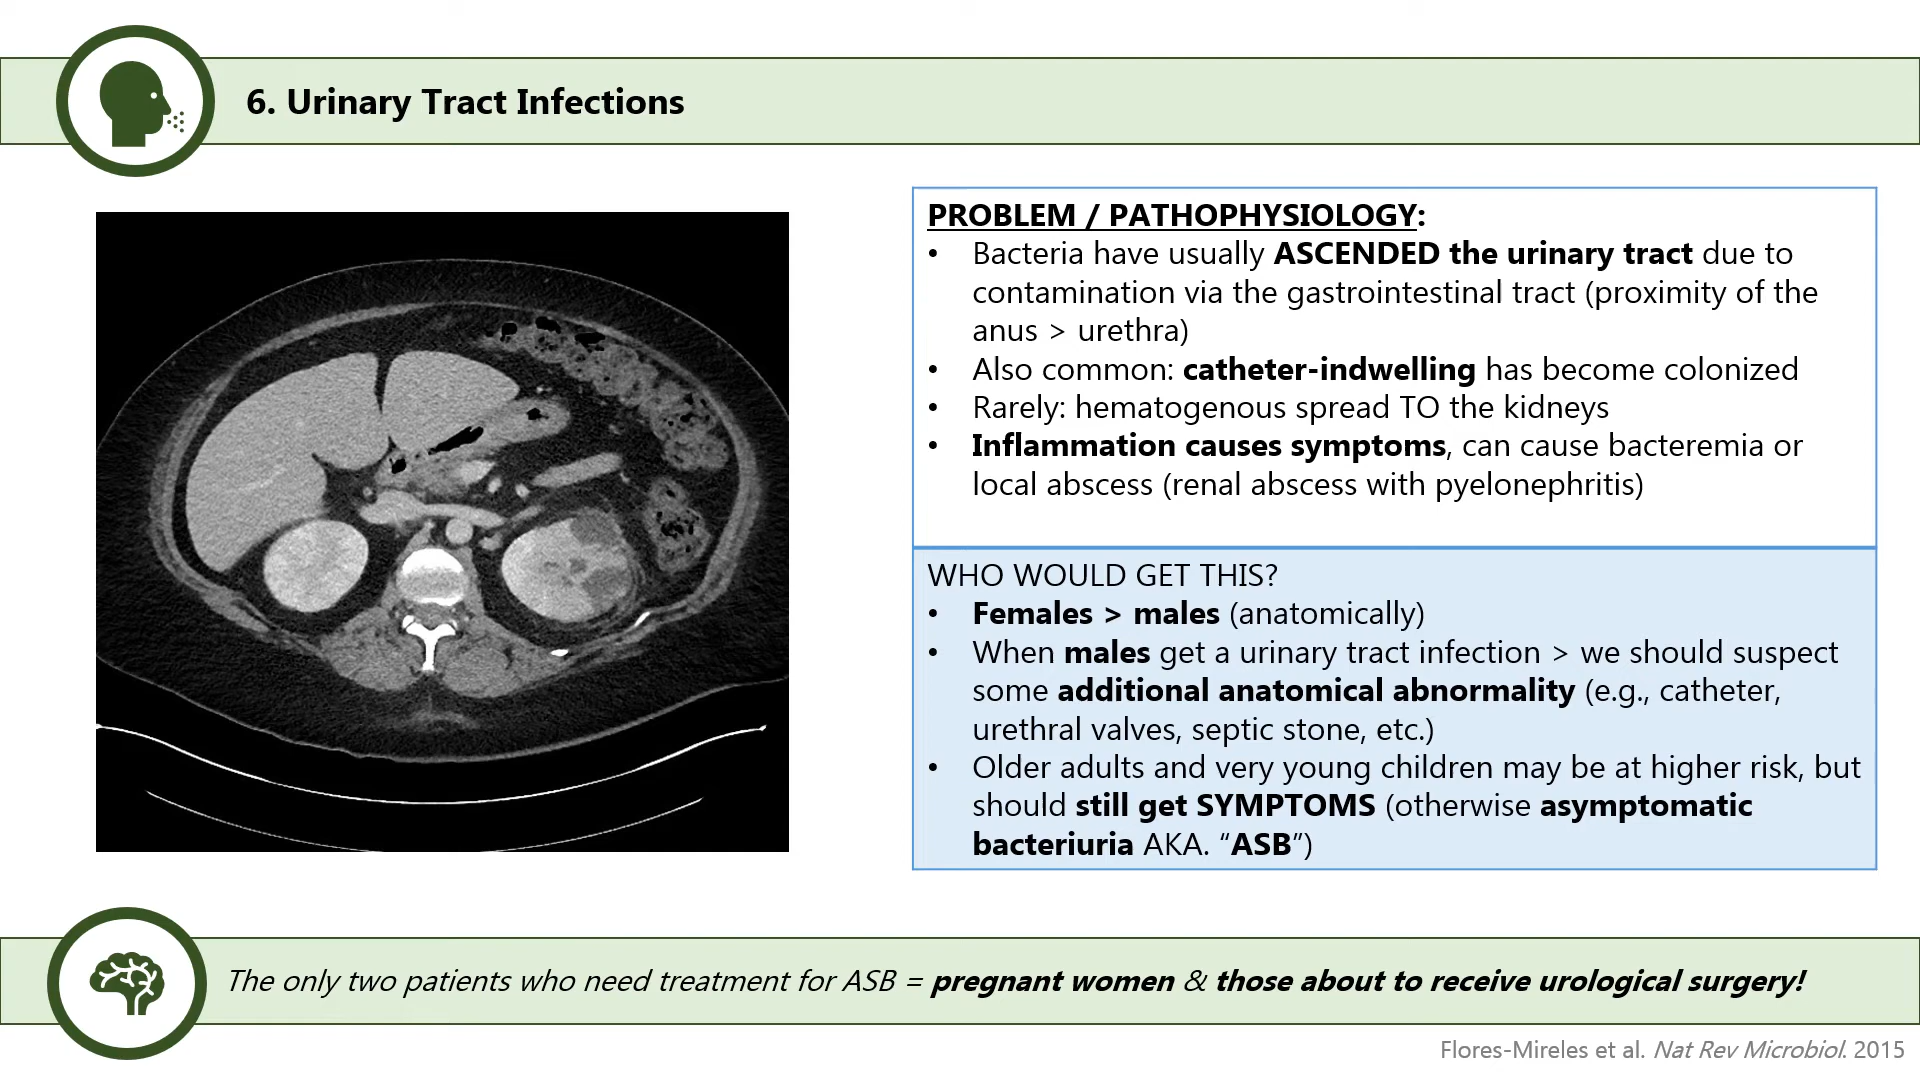 6. Urinary Tract Infections
PROBLEM / PATHOPHYSIOLOGY:
• Bacteria have usually ASCENDED the urinary tract due to
contamination via the gastrointestinal tract (proximity of the
anus > urethra)
• Also common: catheter-indwelling has become colonized
• Rarely: hematogenous spread TO the kidneys
• Inflammation causes symptoms, can cause bacteremia or
local abscess (renal abscess with pyelonephritis)
WHO WOULD GET THIS?
• Females > males (anatomically)
• When males get a urinary tract infection > we should suspect
some additional anatomical abnormality (e.g., catheter,
urethral valves, septic stone, etc.)
• Older adults and very young children may be at higher risk, but
should still get SYMPTOMS (otherwise asymptomatic
bacteriuria AKA. “ASB”)
The only two patients who need treatment for ASB = pregnant women & those about to receive urological surgery!
Flores-Mireles et al. Nat Rev Microbiol. 2015